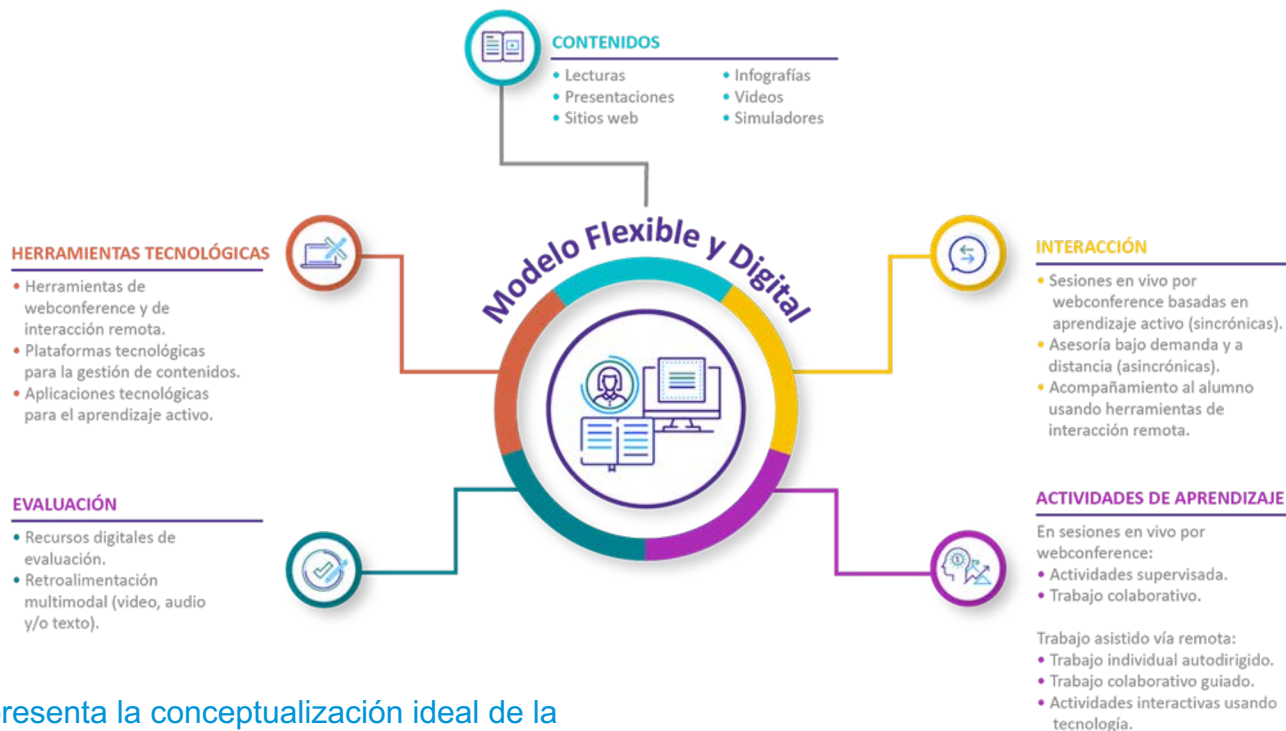 CONTENIDOS
• Lecturas
• Presentaciones
• Sitios web
• Infografías
• Videos
• Simuladores
Modelo Flexible y Digital
HERRAMIENTAS TECNOLÓGICAS
• Herramientas de
webconference y de
interacción remota.
• Plataformas tecnológicas
para la gestión de contenidos.
• Aplicaciones tecnológicas
para el aprendizaje activo.
INTERACCIÓN
• Sesiones en vivo por
webconference basadas en
aprendizaje activo (sincrónicas).
• Asesoría bajo demanda y a
distancia (asincrónicas).
• Acompañamiento al alumno
usando herramientas de
interacción remota.
EVALUACIÓN
• Recursos digitales de
evaluación.
• Retroalimentación
multimodal (video, audio
y/o texto).
ACTIVIDADES DE APRENDIZAJE
En sesiones en vivo por
webconference:
• Actividades supervisada.
• Trabajo colaborativo.
Trabajo asistido vía remota:
• Trabajo individual autodirigido.
• Trabajo colaborativo guiado.
• Actividades interactivas usando
tecnología.
la conceptualización ideal de la